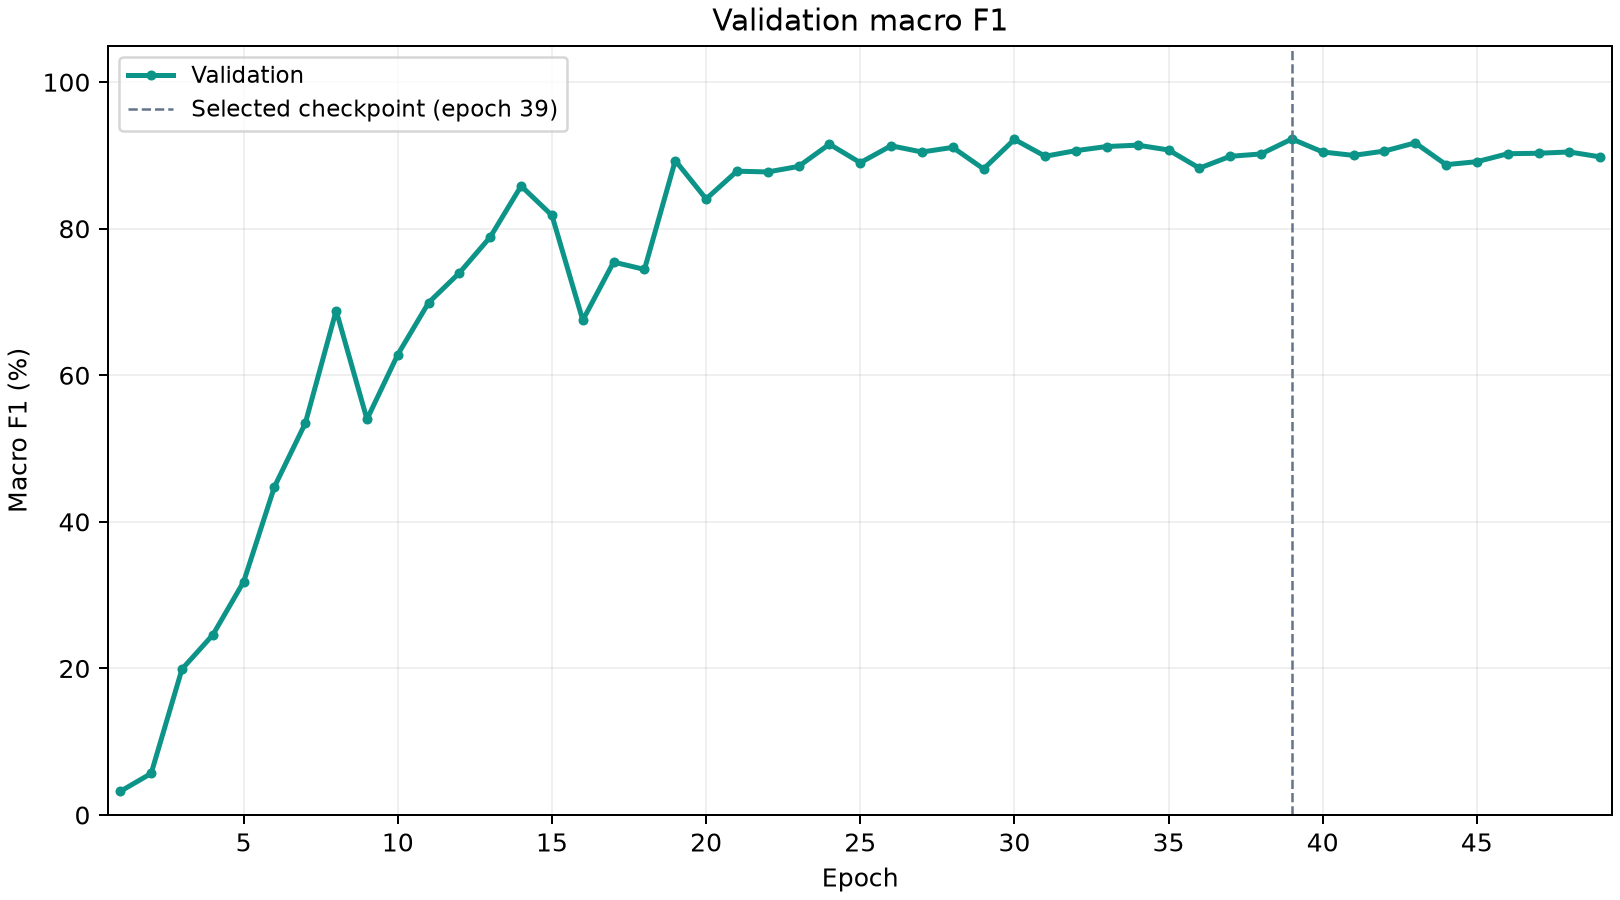 Validation macro F1
Validation
Selected checkpoint (epoch 39)
Macro F1 (%)
100
80
60
40
20
0
5 10 15 20 25 30 35 40 45
Epoch